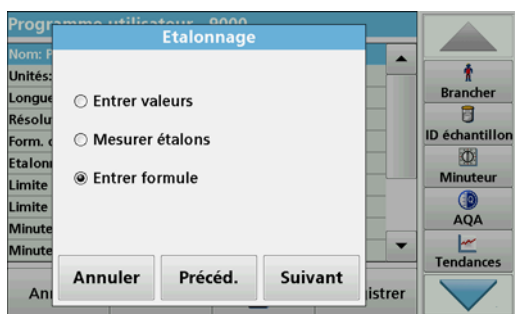 Programme utilisateur 9000
Etalonnage
Nom: P
Unités:
Longue
Résolu
Form. c
Etalon
Limite
Limite
Minute
Minute
Entrer valeurs
Mesurer étalons
Entrer formule
Annuler Précéd. Suivant
An
istrer
Brancher
ID échantillon
Minuteur
AQA
Tendances